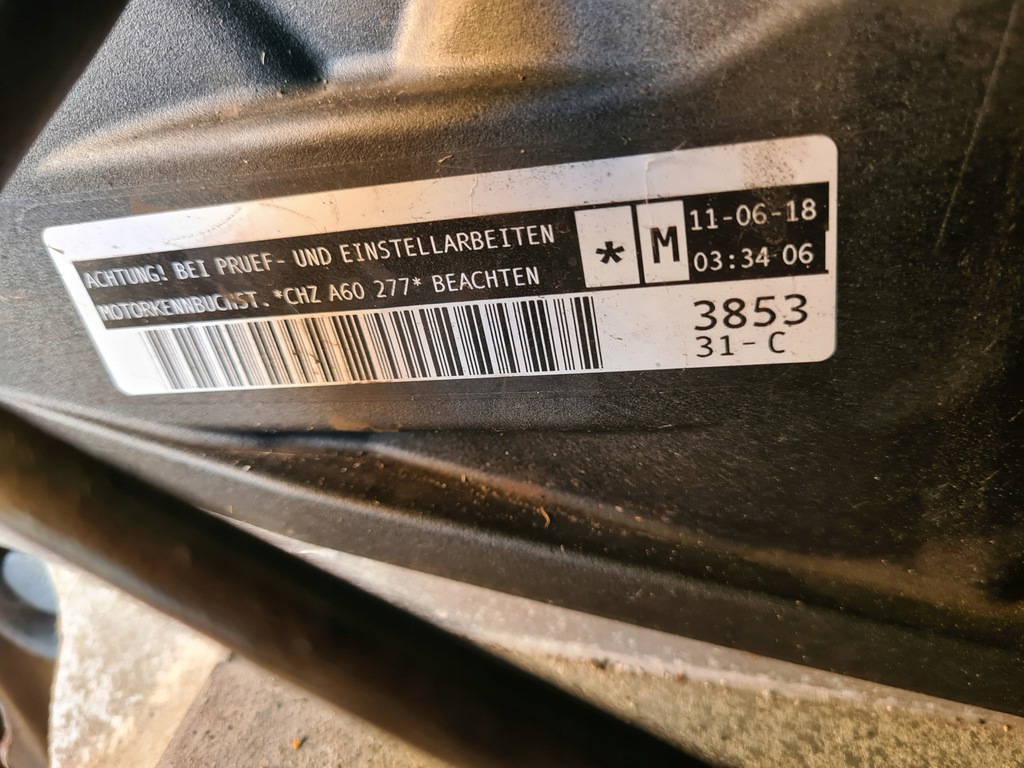 ACHTUNG! BEI PRUEF- UND EINSTELLARBEITEN
MOTORKENNBUCHST. *CHZ A60 277* BEACHTEN
* M
11-06-18
03:34 06
3853
31-C